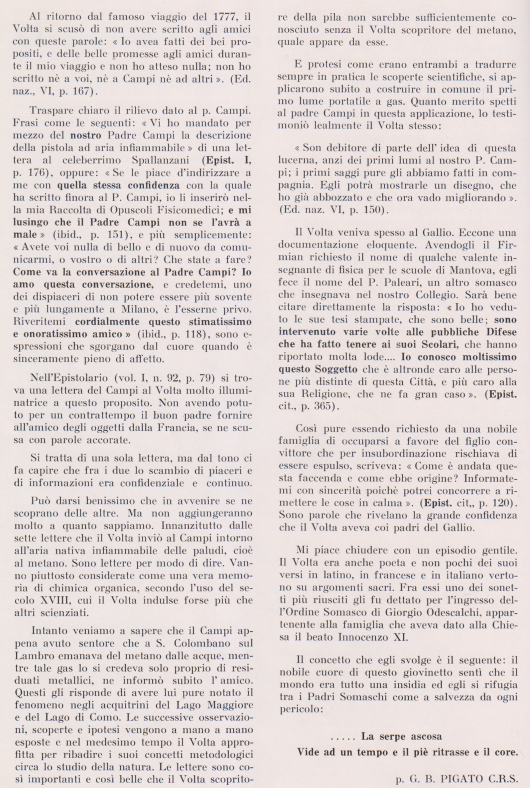 Al ritorno dal famoso viaggio del 1777, il
Volta si scusò di non avere scritto agli amici
con queste parole: « Io avea fatti dei bei pro-
positi, e delle belle promesse agli amici duran-
te il mio viaggio e non ho atteso nulla; non ho
scritto nè a voi, nè a Campi nè ad altri ». (Ed.
naz., VI, p. 167).
Traspare chiaro il rilievo dato al p. Campi.
Frasi come le seguenti: « Vi ho mandato per
mezzo del nostro Padre Campi la descrizione
della pistola ad aria infiammabile » di una let-
tera al celeberrimo Spallanzani (Epist. I,
p. 176), oppure: « Se le piace d'indirizzare a
me con quella stessa confidenza con la quale
ha scritto finora al P. Campi, io li inserirò nel-
la mia Raccolta di Opuscoli Fisicomedici; e mi
lusingo che il Padre Campi non se l'avrà a
male » (ibid., p. 151), e più semplicemente:
« Avete voi nulla di bello e di nuovo da comu-
nicarmi, o vostro o di altri? Che state a fare?
Come va la conversazione al Padre Campi? Io
amo questa conversazione, e credetemi, uno
dei dispiaceri di non potere essere più sovente
e più lungamente a Milano, è l'esserne privo.
Riveritemi cordialmente questo stimatissimo
e onoratissimo amico » (ibid., p. 118), sono e-
spressioni che sgorgano dal cuore quando è
sinceramente pieno di affetto.
Nell'Epistolario (vol. I, n. 92, p. 79) si tro-
va una lettera del Campi al Volta molto illumi-
natrice a questo proposito. Non avendo potu-
to per un contrattempo il buon padre fornire
all'amico degli oggetti dalla Francia, se ne scu-
sa con parole accorate.
Si tratta di una sola lettera, ma dal tono ci
fa capire che fra i due lo scambio di piaceri e
di informazioni era confidenziale e continuo.
Può darsi benissimo che in avvenire se ne
scoprano delle altre. Ma non aggiungeranno
molto a quanto sappiamo. Innanzitutto dalle
sette lettere che il Volta inviò al Campi intorno
all'aria nativa infiammabile delle paludi, cioè
al metano. Sono lettere per modo di dire. Van-
no piuttosto considerate come una vera memo-
ria di chimica organica, secondo l'uso del se-
colo XVIII, cui il Volta indulse forse più che
altri scienziati.
Intanto veniamo a sapere che il Campi ap-
pena avuto sentore che a S. Colombano sul
Lambro emanava del metano dalle acque, men-
tre tale gas lo si credeva solo proprio di resi-
duati metallici, ne informò subito l'amico.
Questi gli risponde di avere lui pure notato il
fenomeno negli acquitrini del Lago Maggiore
e del Lago di Como. Le successive osservazio-
ni, scoperte e ipotesi vengono a mano a mano
esposte e nel medesimo tempo il Volta appro-
fitta per ribadire i suoi concetti metodologici
circa lo studio della natura. Le lettere sono co-
sì importanti e così belle che il Volta scoprito-
re della pila non sarebbe sufficientemente co-
nosciuto senza il Volta scopritore del metano,
quale appare da esse.
E protesi come erano entrambi a tradurre
sempre in pratica le scoperte scientifiche, si ap-
plicarono subito a costruire in comune il pri-
mo lume portatile a gas. Quanto merito spetti
al padre Campi in questa applicazione, lo testi-
moniò lealmente il Volta stesso:
« Son debitore di parte dell'idea di questa
lucerna, anzi dei primi lumi al nostro P. Cam-
pi; i primi saggi pure gli abbiamo fatti in com-
pagnia. Egli potrà mostrarle un disegno, che
ho già abbozzato e che ora vado migliorando ».
(Ed. naz. VI, p. 150).
Il Volta veniva spesso al Gallio. Eccone una
documentazione eloquente. Avendogli il Fir-
mian richiesto il nome di qualche valente in-
segnante di fisica per le scuole di Mantova, egli
fece il nome del P. Paleari, un altro somasco
che insegnava nel nostro Collegio. Sarà bene
citare direttamente la risposta: « Io ho vedu-
to le sue tesi stampate, che sono belle; sono
intervenuto varie volte alle pubbliche Difese
che ha fatto tenere ai suoi Scolari, che hanno
riportato molta lode.... Io conosco moltissimo
questo Soggetto che è altronde caro alle perso-
ne più distinte di questa Città, e più caro alla
sua Religione, che ne fa gran caso ». (Epist.
cit., p. 365).
Così pure essendo richiesto da una nobile
famiglia di occuparsi a favore del figlio con-
vittore che per insubordinazione rischiava di
essere espulso, scriveva: « Come è andata que-
sta faccenda e come ebbe origine? Informate-
mi con sincerità poichè potrei concorrere a ri-
mettere le cose in calma ». (Epist. cit,, p. 120).
Sono parole che rivelano la grande confidenza
che il Volta aveva coi padri del Gallio.
Mi piace chiudere con un episodio gentile.
Il Volta era anche poeta e non pochi dei suoi
versi in latino, in francese e in italiano verto-
no su argomenti sacri. Fra essi uno dei sonet-
ti più riusciti gli fu dettato per l'ingresso del-
l'Ordine Somasco di Giorgio Odescalchi, appar-
tenente alla famiglia che aveva dato alla Chie-
sa il beato Innocenzo XI.
Il concetto che egli svolge è il seguente: il
nobile cuore di questo giovinetto sentì che il
mondo era tutto una insidia ed egli si rifugia
tra i Padri Somaschi come a salvezza da ogni
pericolo:
..... La serpe ascosa
Vide ad un tempo e il piè ritrasse e il core.
p. G. B. PIGATO C.R.S.